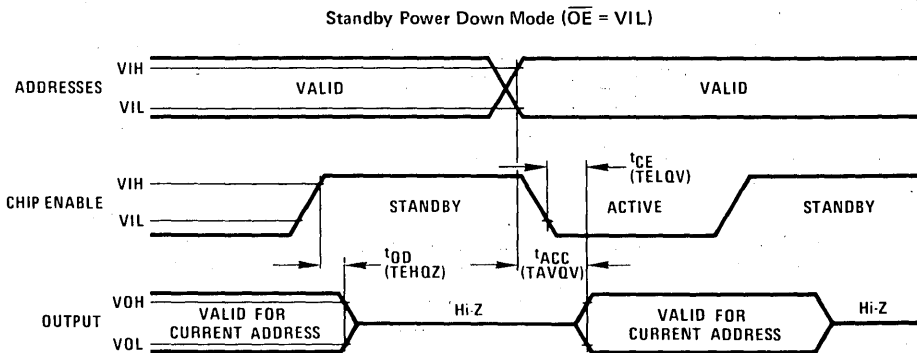 Standby Power Down Mode (O̅E̅ = VIL)
ADDRESSES
VIH
VIL
VALID
VALID
CHIP ENABLE
VIH
VIL
STANDBY
tCE
(TELQV)
ACTIVE
STANDBY
tOD
(TEHQZ)
tACC
(TAVQV)
OUTPUT
VOH
VOL
VALID FOR
CURRENT ADDRESS
Hi-Z
VALID FOR
CURRENT ADDRESS
Hi-Z